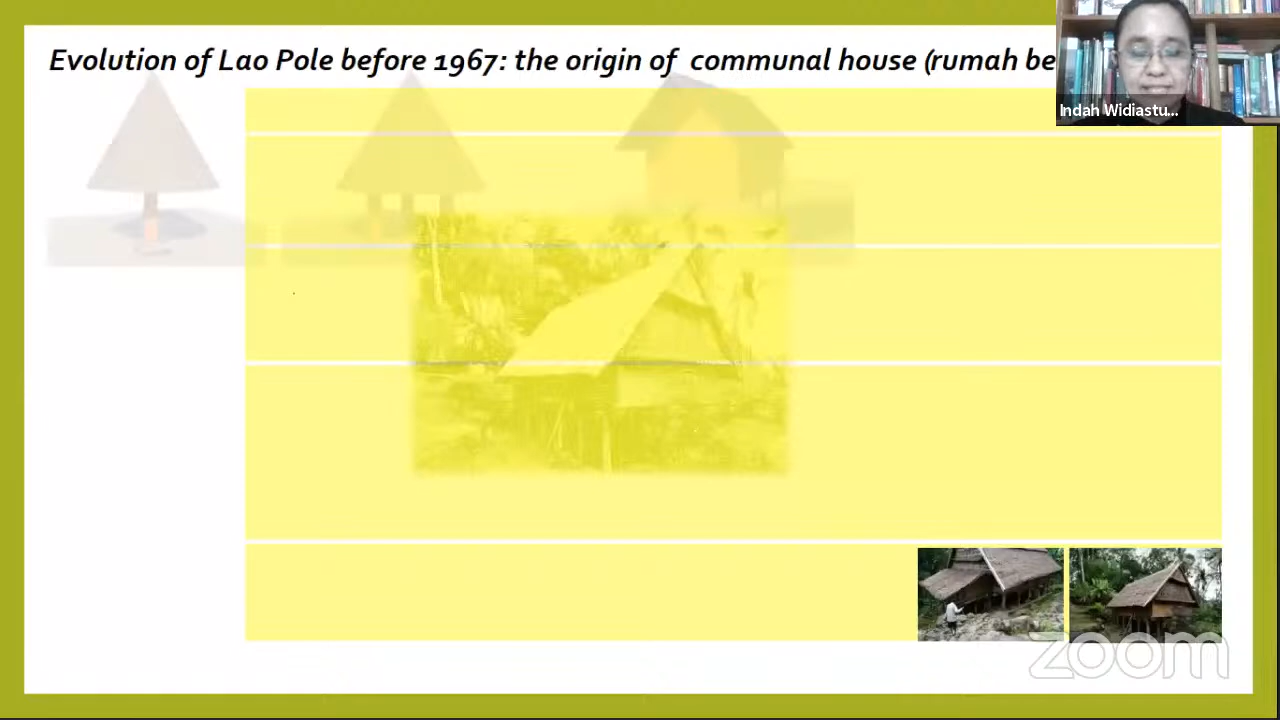 Evolution of Lao Pole before 1967: the origin of communal house (rumah be
Indah Widiastu...
zoom